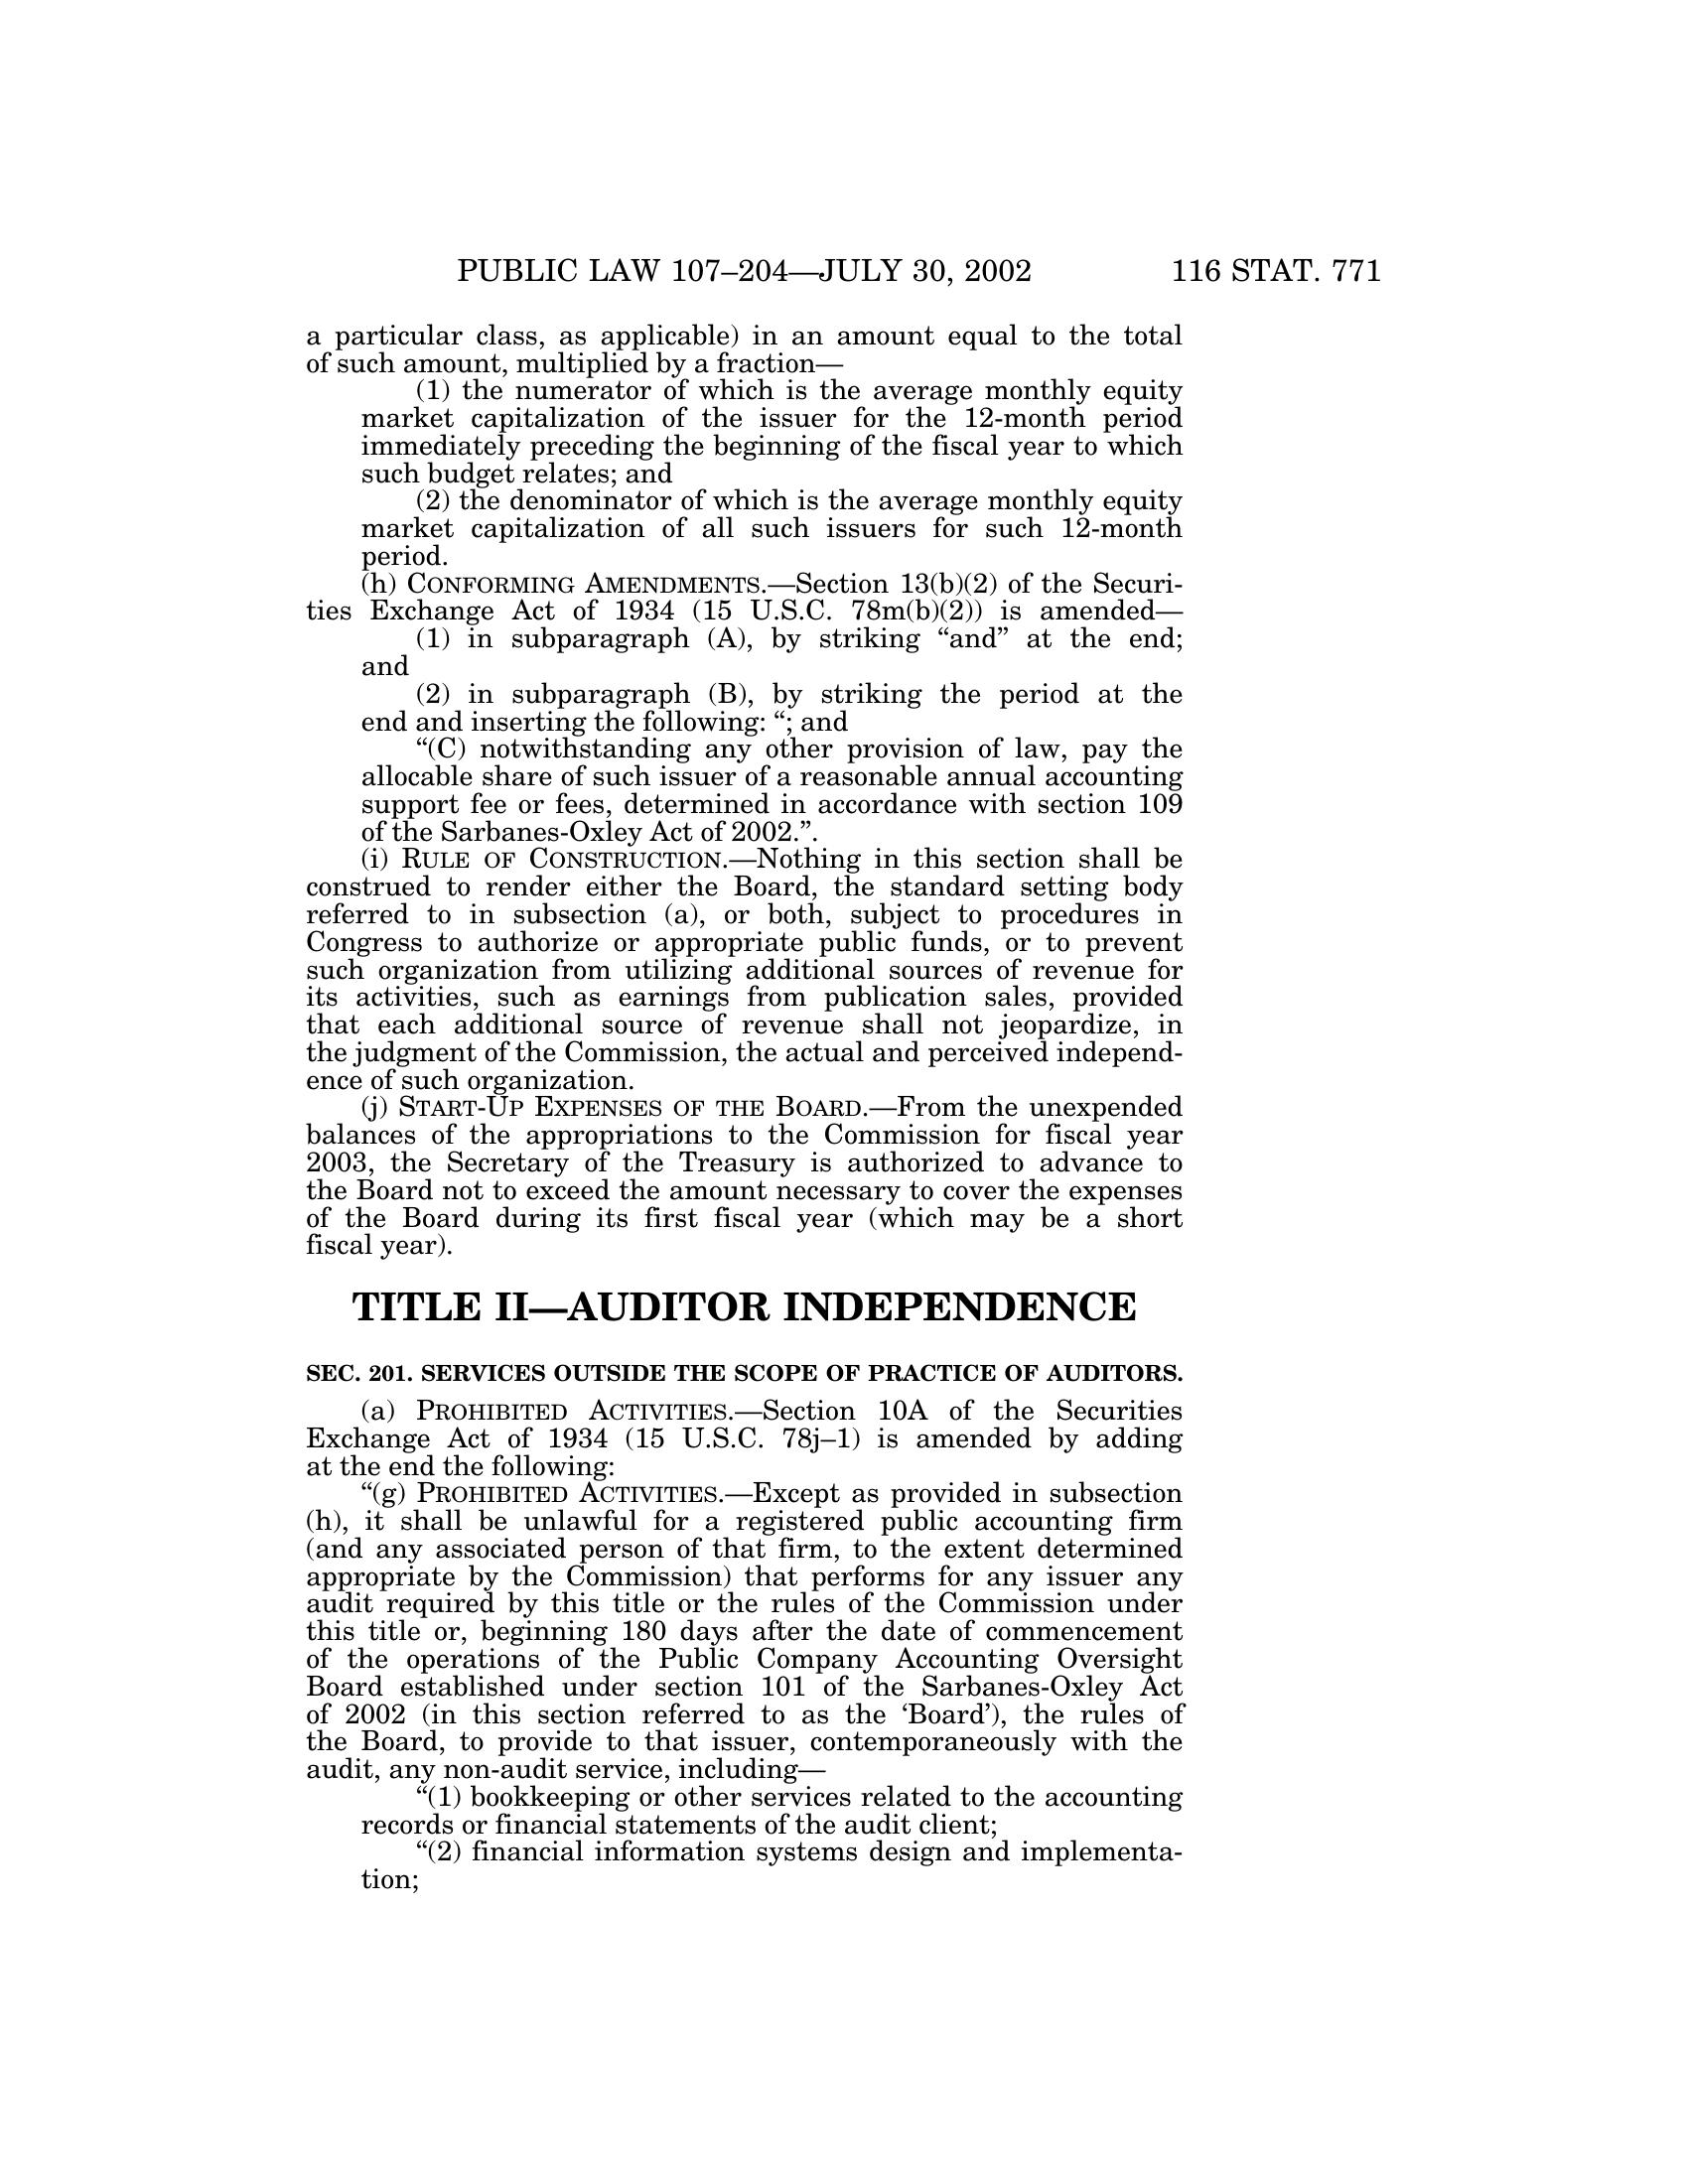 PUBLIC LAW 107–204—JULY 30, 2002 116 STAT. 771
a particular class, as applicable) in an amount equal to the total
of such amount, multiplied by a fraction—
(1) the numerator of which is the average monthly equity
market capitalization of the issuer for the 12-month period
immediately preceding the beginning of the fiscal year to which
such budget relates; and
(2) the denominator of which is the average monthly equity
market capitalization of all such issuers for such 12-month
period.
(h) CONFORMING AMENDMENTS.—Section 13(b)(2) of the Securi-
ties Exchange Act of 1934 (15 U.S.C. 78m(b)(2)) is amended—
(1) in subparagraph (A), by striking “and” at the end;
and
(2) in subparagraph (B), by striking the period at the
end and inserting the following: “; and
“(C) notwithstanding any other provision of law, pay the
allocable share of such issuer of a reasonable annual accounting
support fee or fees, determined in accordance with section 109
of the Sarbanes-Oxley Act of 2002.”.
(i) RULE OF CONSTRUCTION.—Nothing in this section shall be
construed to render either the Board, the standard setting body
referred to in subsection (a), or both, subject to procedures in
Congress to authorize or appropriate public funds, or to prevent
such organization from utilizing additional sources of revenue for
its activities, such as earnings from publication sales, provided
that each additional source of revenue shall not jeopardize, in
the judgment of the Commission, the actual and perceived independ-
ence of such organization.
(j) START-UP EXPENSES OF THE BOARD.—From the unexpended
balances of the appropriations to the Commission for fiscal year
2003, the Secretary of the Treasury is authorized to advance to
the Board not to exceed the amount necessary to cover the expenses
of the Board during its first fiscal year (which may be a short
fiscal year).
TITLE II—AUDITOR INDEPENDENCE
SEC. 201. SERVICES OUTSIDE THE SCOPE OF PRACTICE OF AUDITORS.
(a) PROHIBITED ACTIVITIES.—Section 10A of the Securities
Exchange Act of 1934 (15 U.S.C. 78j–1) is amended by adding
at the end the following:
“(g) PROHIBITED ACTIVITIES.—Except as provided in subsection
(h), it shall be unlawful for a registered public accounting firm
(and any associated person of that firm, to the extent determined
appropriate by the Commission) that performs for any issuer any
audit required by this title or the rules of the Commission under
this title or, beginning 180 days after the date of commencement
of the operations of the Public Company Accounting Oversight
Board established under section 101 of the Sarbanes-Oxley Act
of 2002 (in this section referred to as the ‘Board’), the rules of
the Board, to provide to that issuer, contemporaneously with the
audit, any non-audit service, including—
“(1) bookkeeping or other services related to the accounting
records or financial statements of the audit client;
“(2) financial information systems design and implementa-
tion;